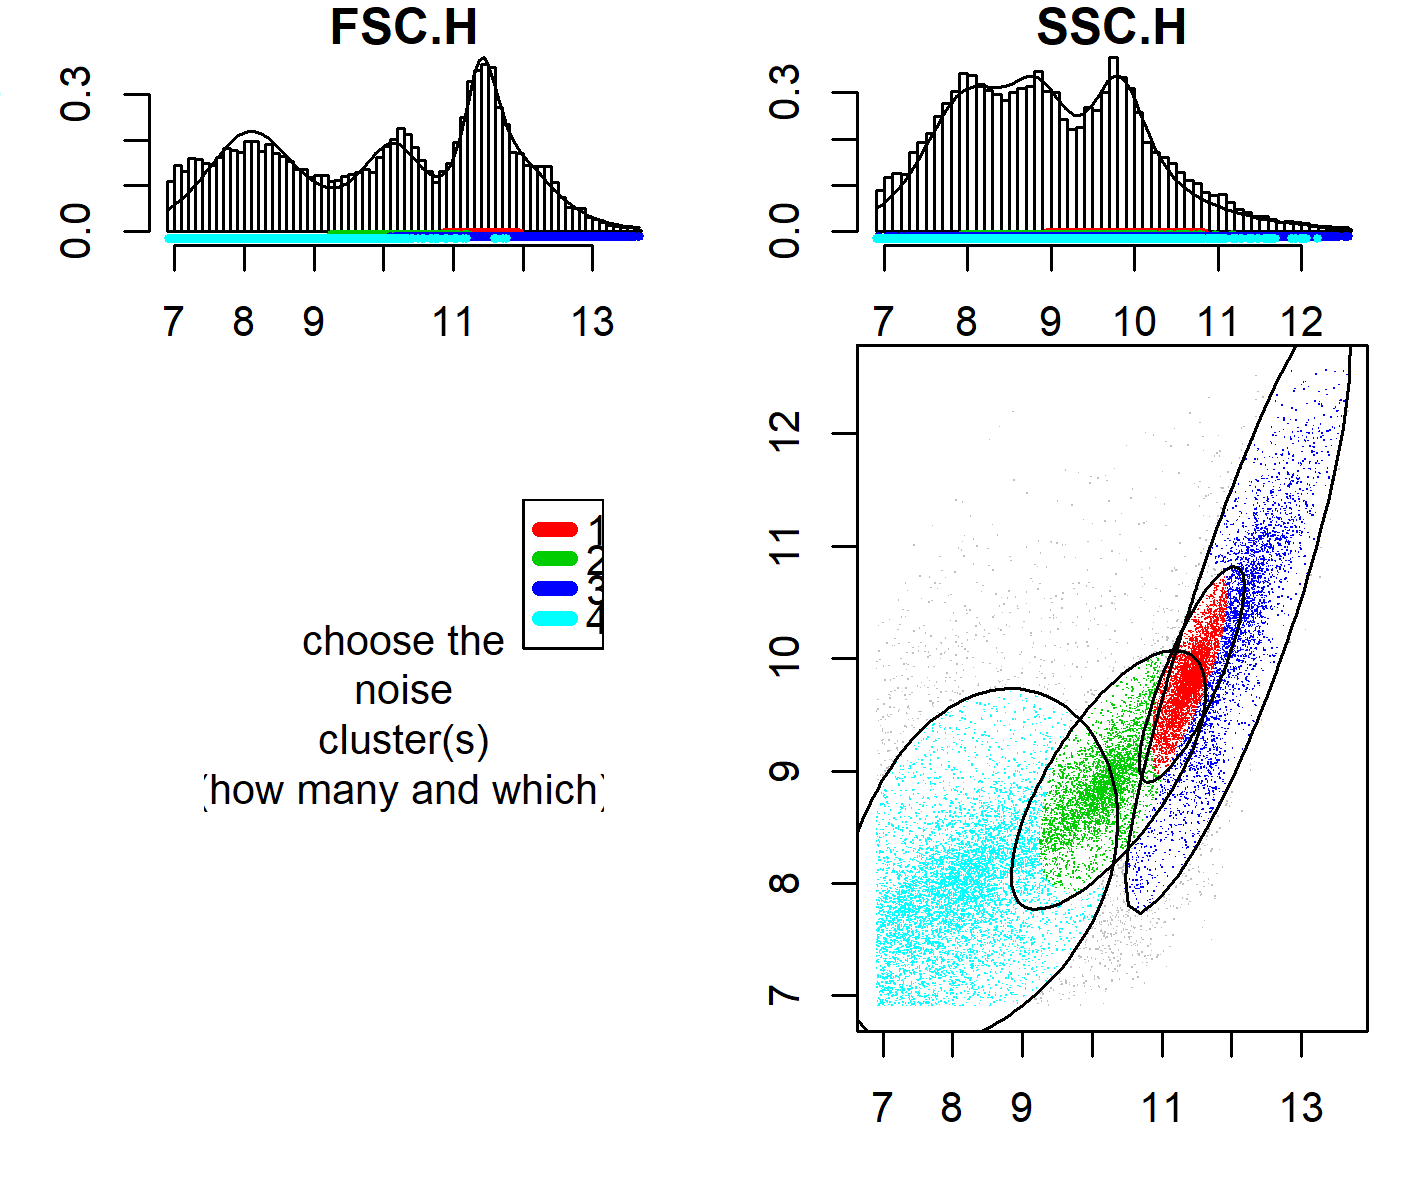 FSC.H
SSC.H
0.3
0.0
7 8 9 11 13
0.3
0.0
7 8 9 10 11 12
1
2
3
4
choose the
noise
cluster(s)
(how many and which)
12
11
10
9
8
7
7 8 9 11 13